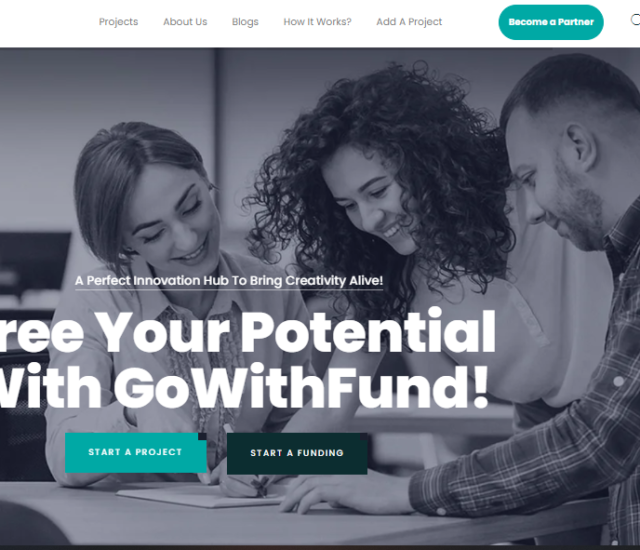 Projects About Us Blogs How It Works? Add A Project Become a Partner
A Perfect Innovation Hub To Bring Creativity Alive!
ree Your Potential
With GoWithFund!
START A PROJECT START A FUNDING